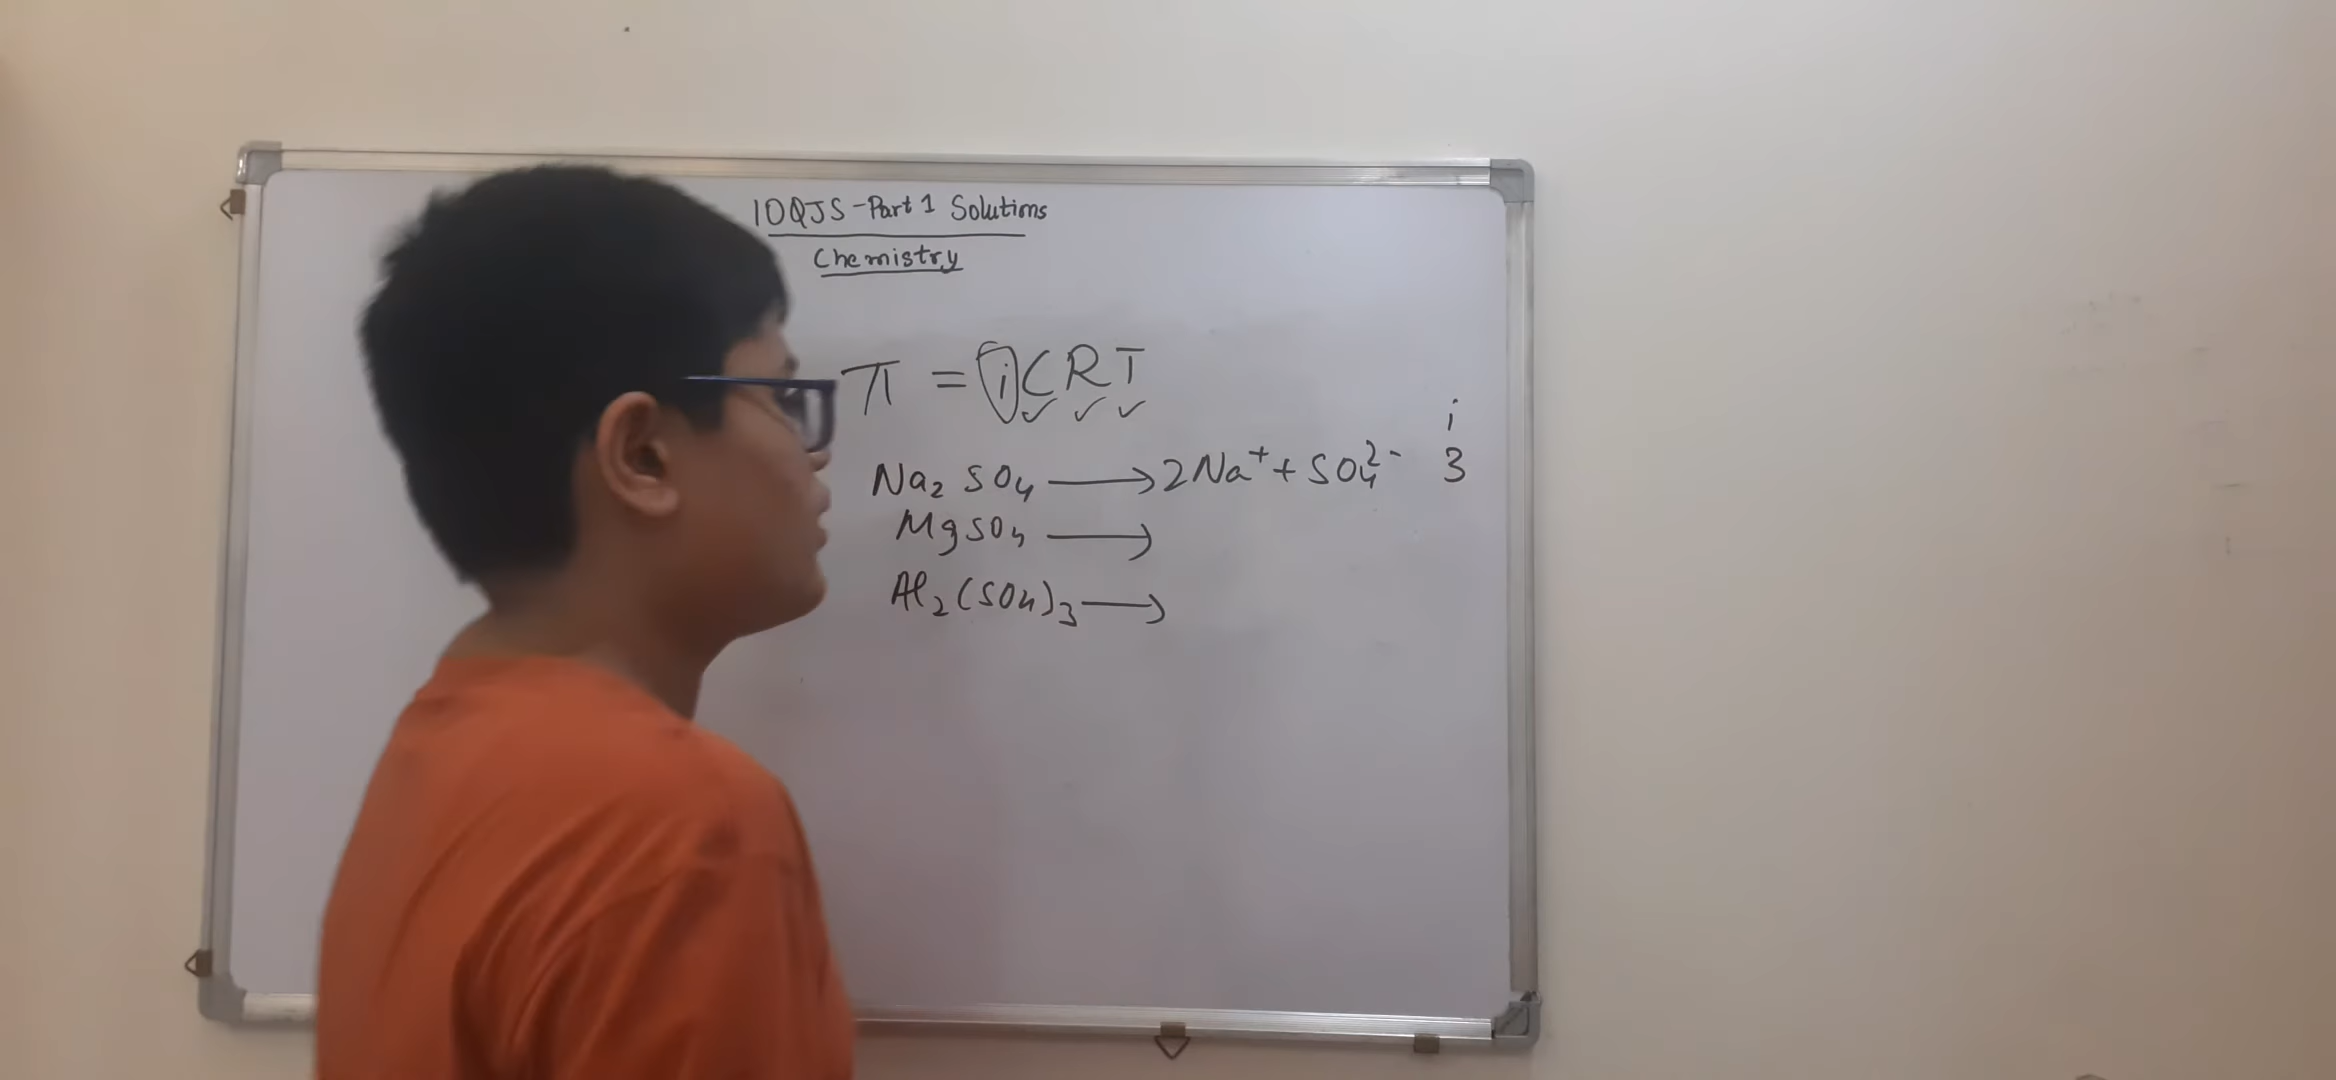 IOQJS - Part 1 Solutions
Chemistry
π = iCRT
i
Na₂SO₄ ⟶ 2Na⁺ + SO₄²⁻ 3
MgSO₄ ⟶
Al₂(SO₄)₃ ⟶